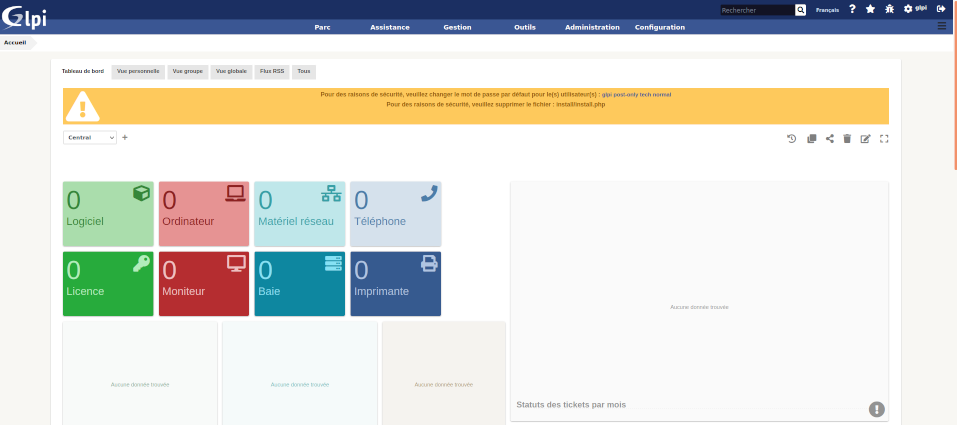 Glpi
Rechercher
Français
glpi
Parc
Assistance
Gestion
Outils
Administration
Configuration
Accueil
Tableau de bord
Vue personnelle
Vue groupe
Vue globale
Flux RSS
Tous
Pour des raisons de sécurité, veuillez changer le mot de passe par défaut pour le(s) utilisateur(s) : glpi post-only tech normal
Pour des raisons de sécurité, veuillez supprimer le fichier : install/install.php
Central
0
Logiciel
0
Ordinateur
0
Matériel réseau
0
Téléphone
0
Licence
0
Moniteur
0
Baie
0
Imprimante
Aucune donnée trouvée
Aucune donnée trouvée
Aucune donnée trouvée
Aucune donnée trouvée
Statuts des tickets par mois